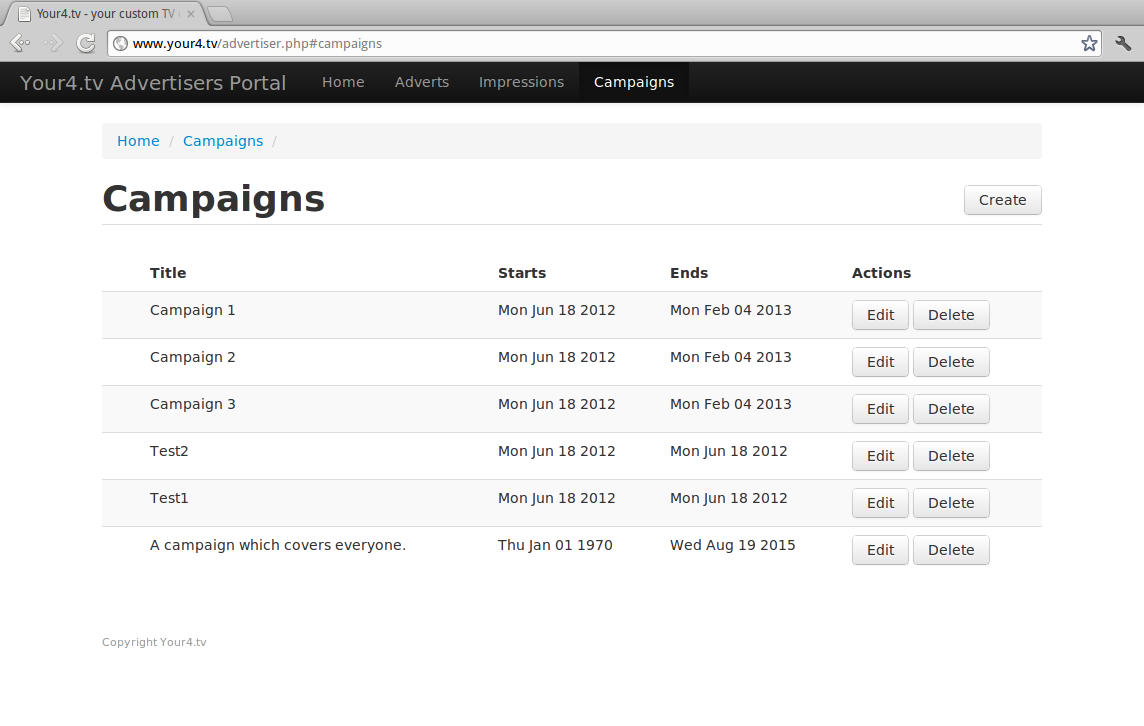 Your4.tv - your custom TV
www.your4.tv/advertiser.php#campaigns
Your4.tv Advertisers Portal Home Adverts Impressions Campaigns
Home / Campaigns /
Campaigns Create
Title Starts Ends Actions
Campaign 1 Mon Jun 18 2012 Mon Feb 04 2013 Edit Delete
Campaign 2 Mon Jun 18 2012 Mon Feb 04 2013 Edit Delete
Campaign 3 Mon Jun 18 2012 Mon Feb 04 2013 Edit Delete
Test2 Mon Jun 18 2012 Mon Jun 18 2012 Edit Delete
Test1 Mon Jun 18 2012 Mon Jun 18 2012 Edit Delete
A campaign which covers everyone. Thu Jan 01 1970 Wed Aug 19 2015 Edit Delete
Copyright Your4.tv